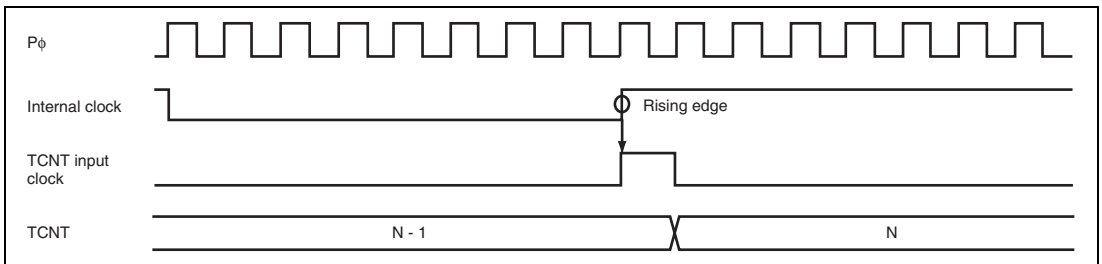 Pϕ
Internal clock
Rising edge
TCNT input
clock
TCNT
N - 1
N